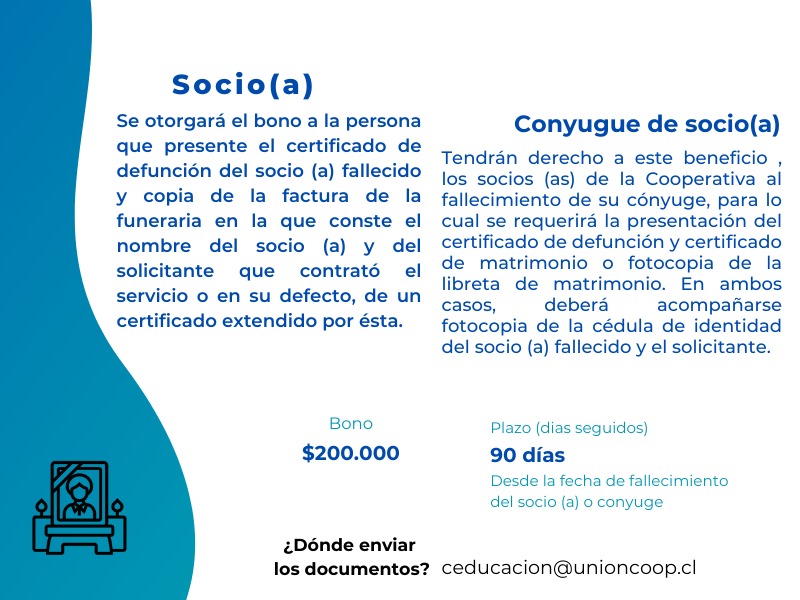 Socio(a)
Se otorgará el bono a la persona
que presente el certificado de
defunción del socio (a) fallecido
y copia de la factura de la
funeraria en la que conste el
nombre del socio (a) y del
solicitante que contrató el
servicio o en su defecto, de un
certificado extendido por ésta.
Conyugue de socio(a)
Tendrán derecho a este beneficio ,
los socios (as) de la Cooperativa al
fallecimiento de su cónyuge, para lo
cual se requerirá la presentación del
certificado de defunción y certificado
de matrimonio o fotocopia de la
libreta de matrimonio. En ambos
casos, deberá acompañarse
fotocopia de la cédula de identidad
del socio (a) fallecido y el solicitante.
Bono
$200.000
Plazo (dias seguidos)
90 días
Desde la fecha de fallecimiento
del socio (a) o conyuge
¿Dónde enviar
los documentos?
ceducacion@unioncoop.cl